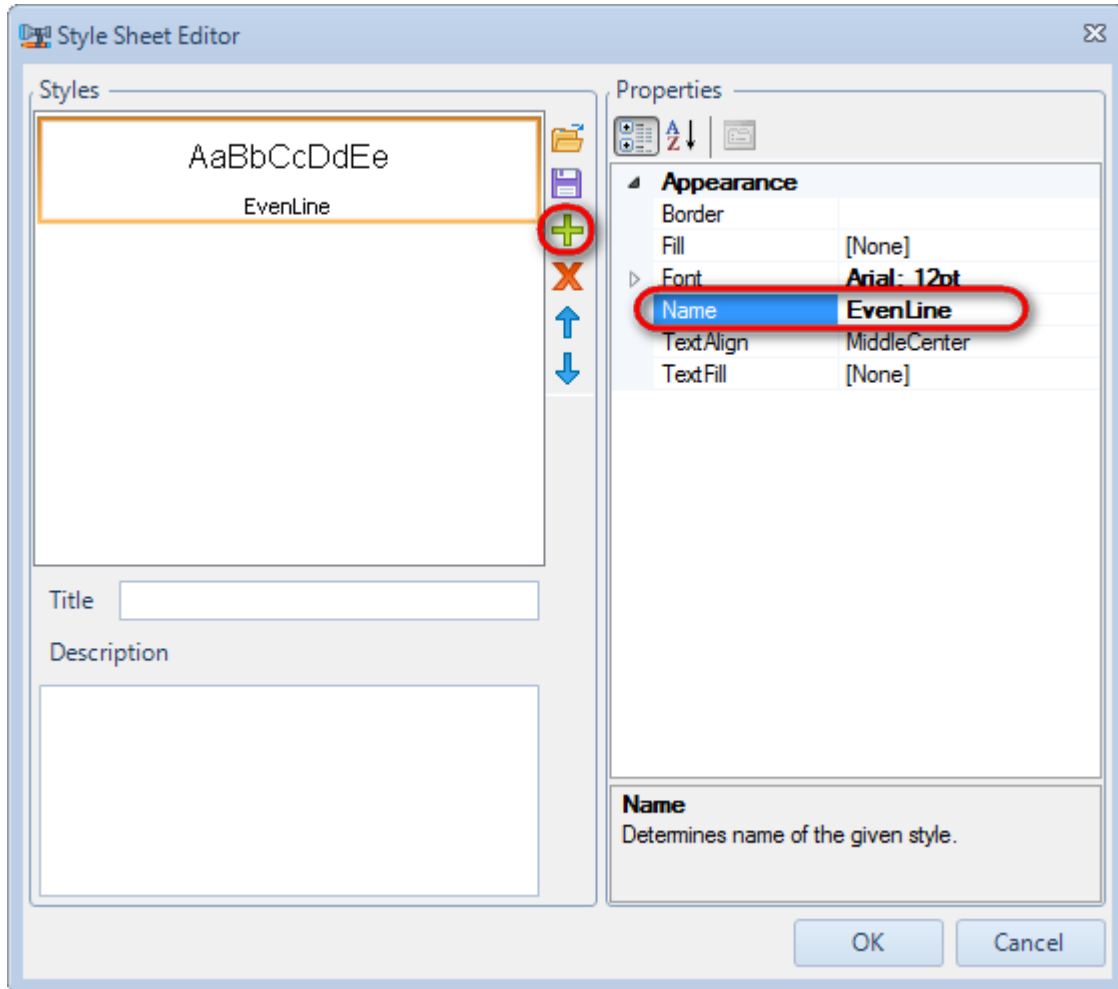 Style Sheet Editor
Styles
AaBbCcDdEe
EvenLine
Title
Description
Properties
A
Z
Appearance
Border
Fill [None]
Font Arial; 12pt
Name EvenLine
TextAlign MiddleCenter
TextFill [None]
Name
Determines name of the given style.
OK Cancel